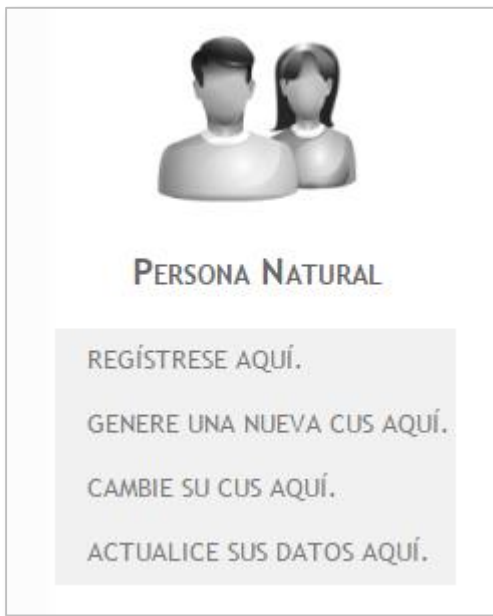 PERSONA NATURAL
REGÍSTRESE AQUÍ.
GENERE UNA NUEVA CUS AQUÍ.
CAMBIE SU CUS AQUÍ.
ACTUALICE SUS DATOS AQUÍ.